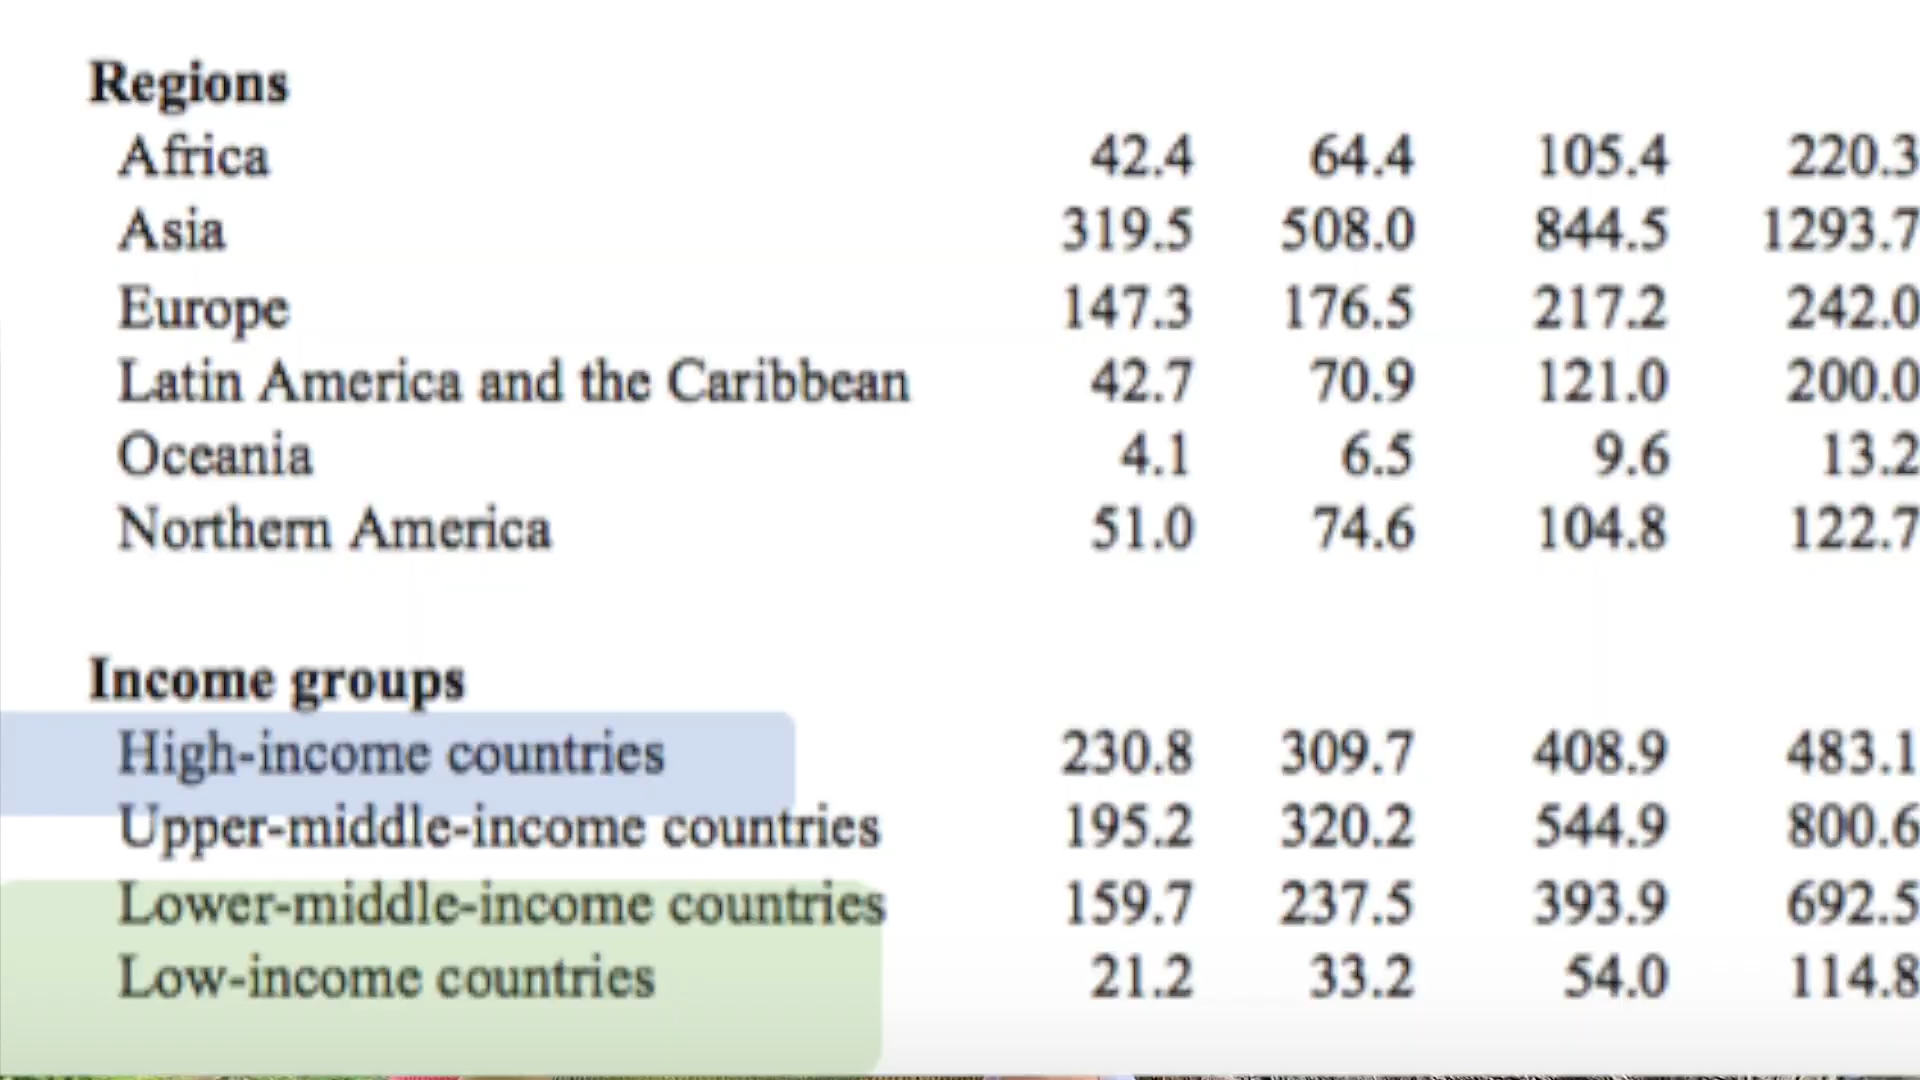 Regions
Africa 42.4 64.4 105.4 220.3
Asia 319.5 508.0 844.5 1293.7
Europe 147.3 176.5 217.2 242.0
Latin America and the Caribbean 42.7 70.9 121.0 200.0
Oceania 4.1 6.5 9.6 13.2
Northern America 51.0 74.6 104.8 122.7
Income groups
High-income countries 230.8 309.7 408.9 483.1
Upper-middle-income countries 195.2 320.2 544.9 800.6
Lower-middle-income countries 159.7 237.5 393.9 692.5
Low-income countries 21.2 33.2 54.0 114.8